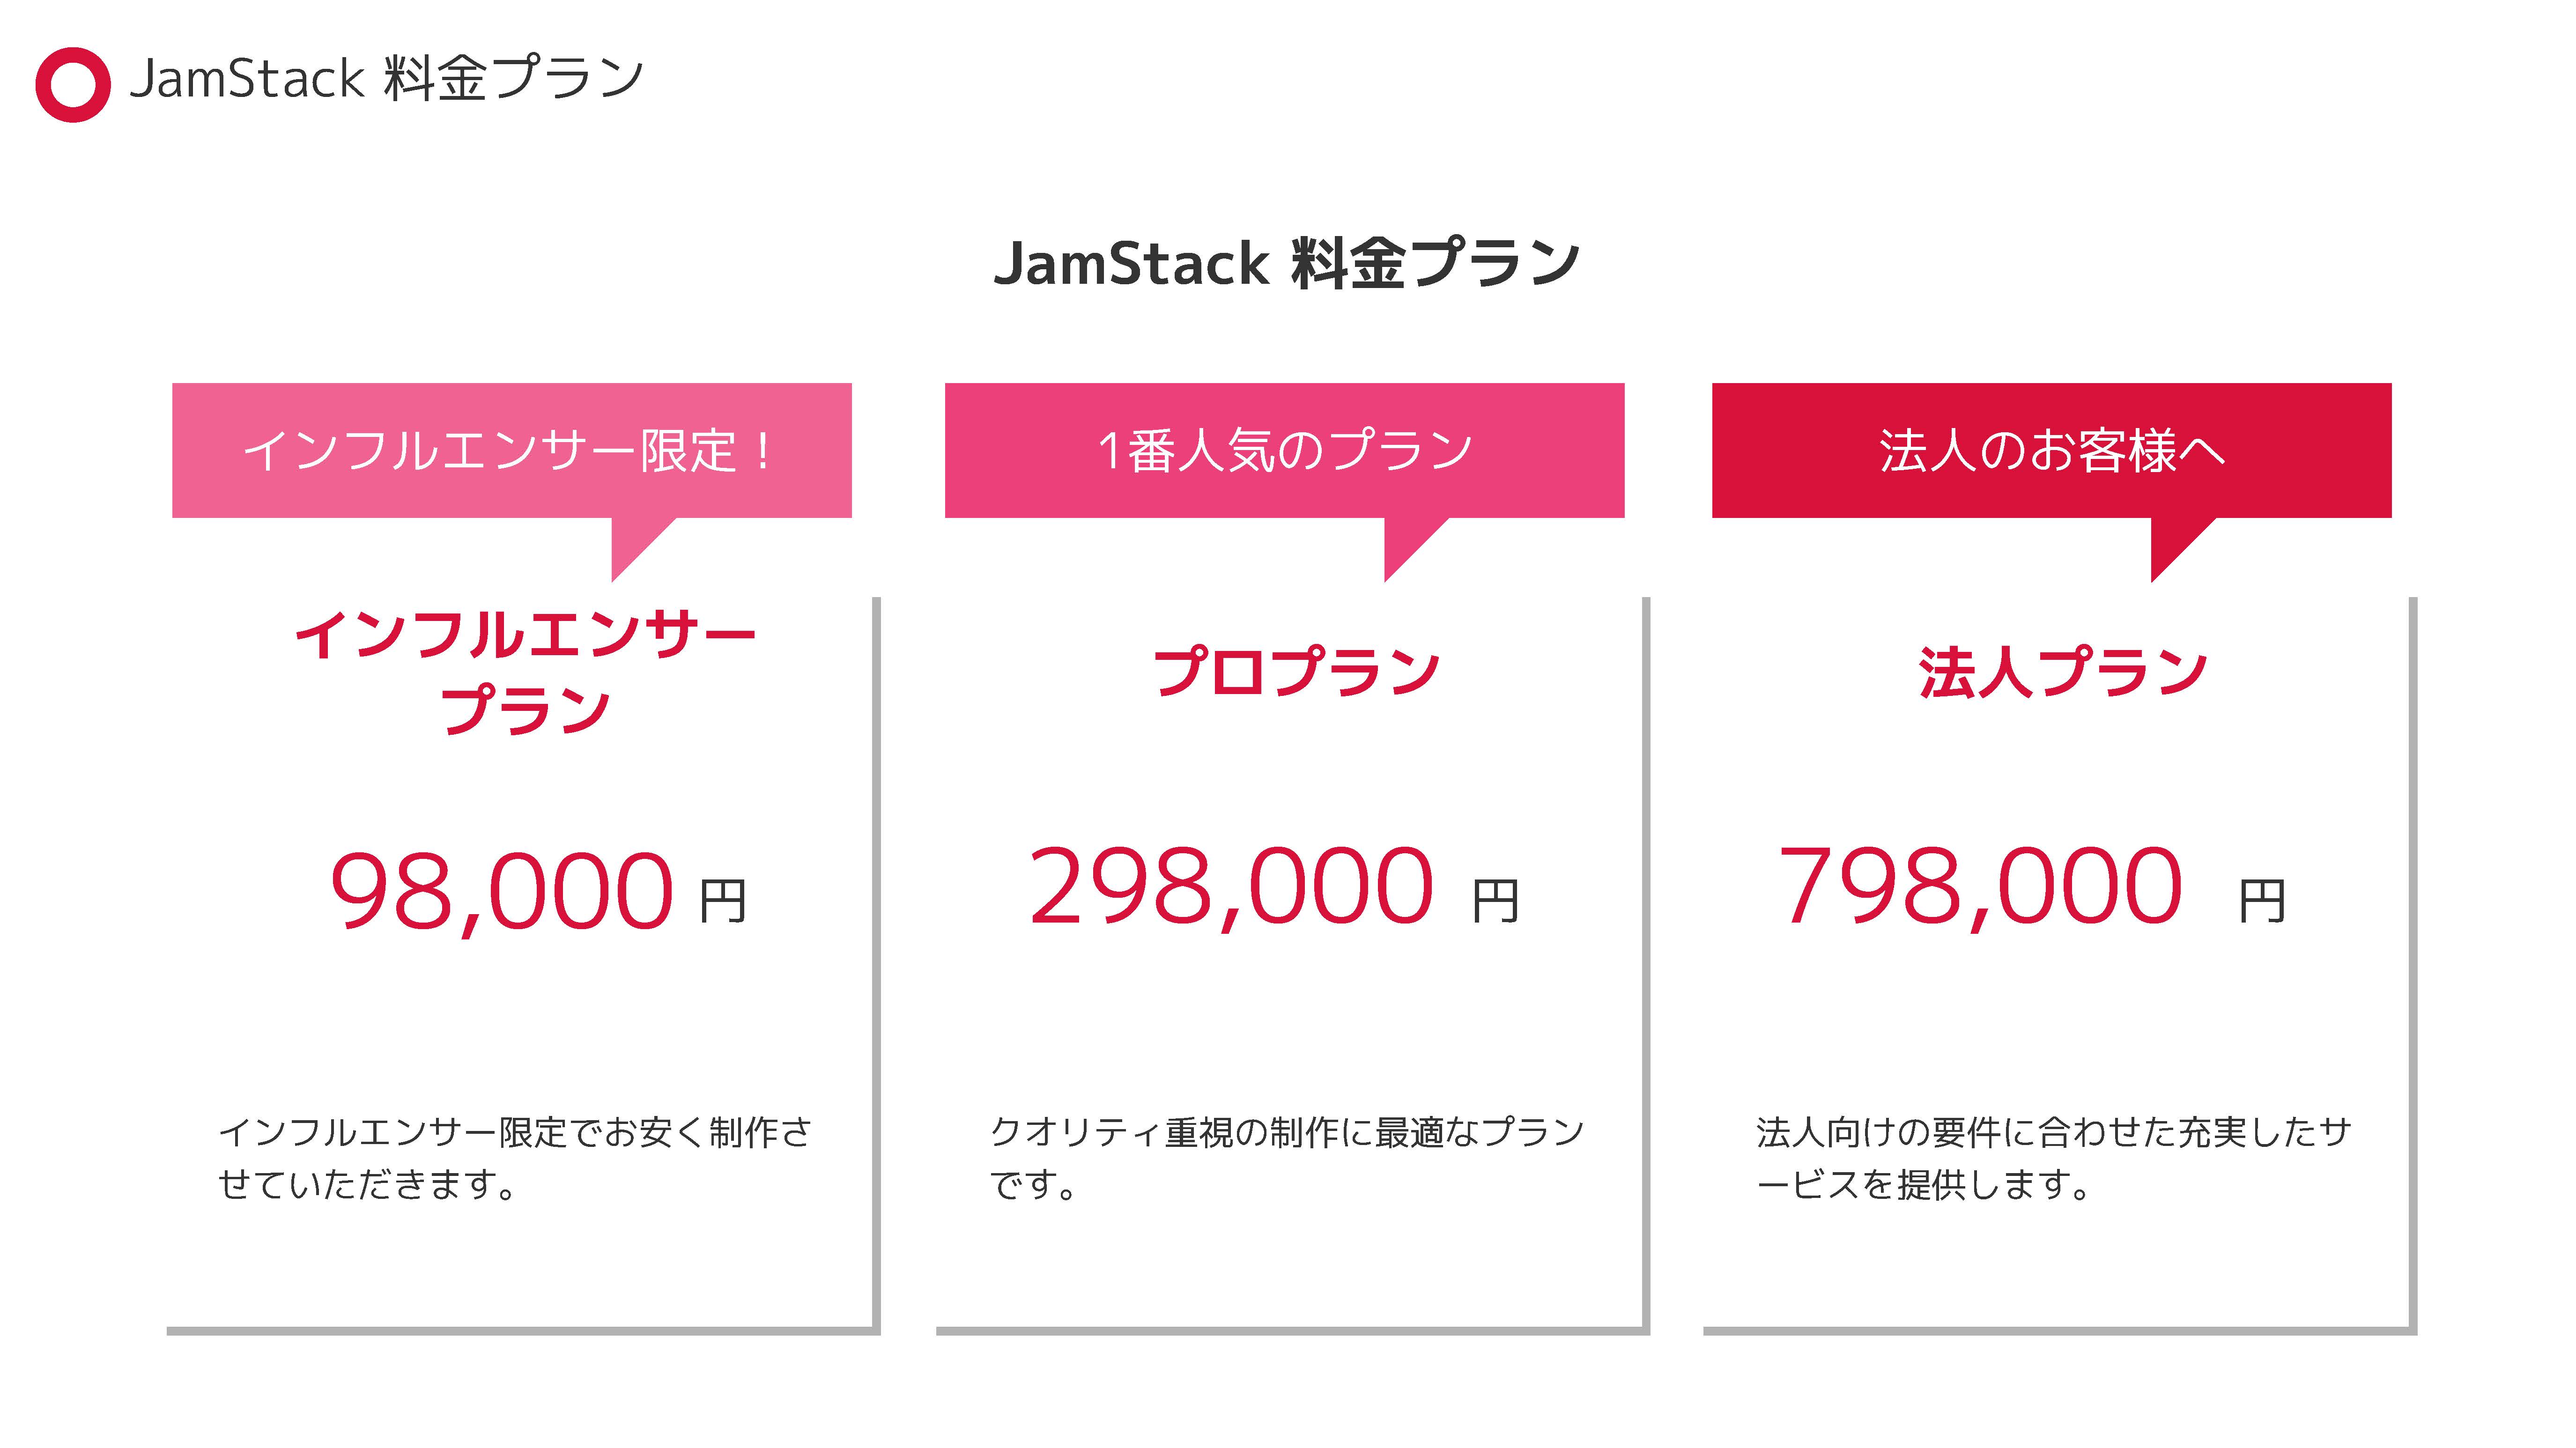 JamStack 料金プラン
JamStack 料金プラン
インフルエンサー限定！
インフルエンサー
プラン
98,000 円
インフルエンサー限定でお安く制作さ
せていただきます。
1番人気のプラン
プロプラン
298,000 円
クオリティ重視の制作に最適なプラン
です。
法人のお客様へ
法人プラン
798,000 円
法人向けの要件に合わせた充実したサ
ービスを提供します。